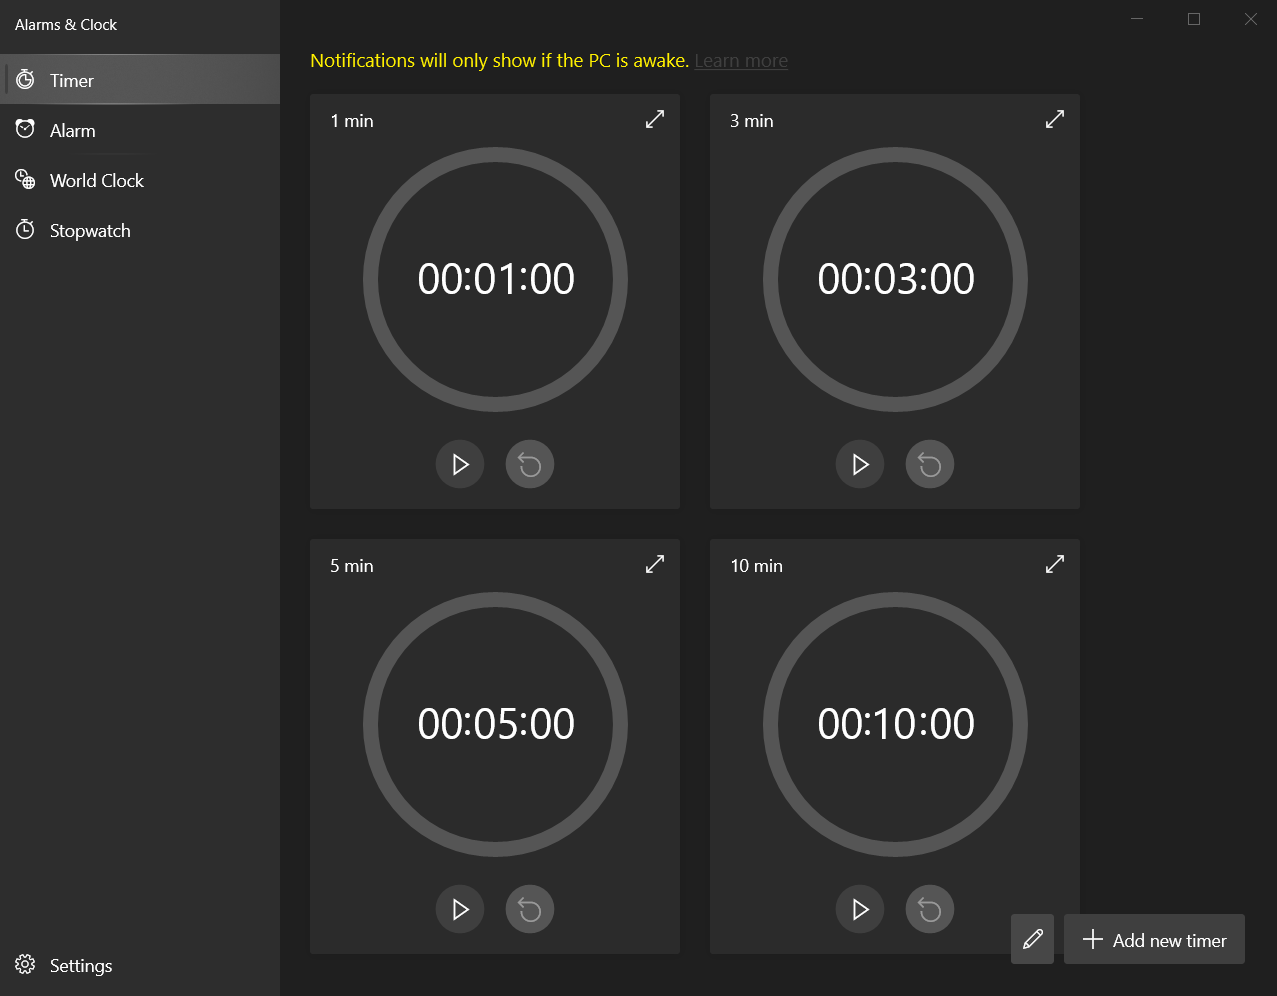 Alarms & Clock
Timer
Alarm
World Clock
Stopwatch
Settings
Notifications will only show if the PC is awake. Learn more
1 min
00:01:00
3 min
00:03:00
5 min
00:05:00
10 min
00:10:00
Add new timer